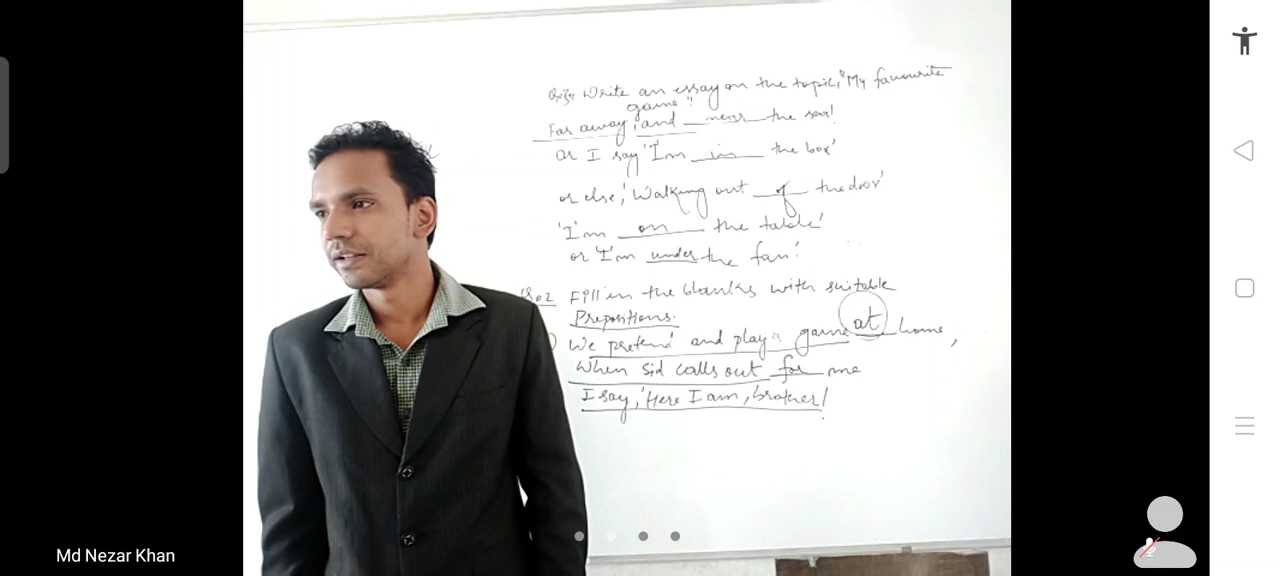 Q.3. Write an essay on the topic, "My favourite
game".
Far away, and near the sea!
Or I say 'I'm in the box'
or else, 'Walking out of the door'
'I'm on the table'
or 'I'm under the fan'.
Q.02 Fill in the blanks with suitable
Prepositions.
We pretend and play a game at home,
When Sid calls out for me
I say, 'Here I am, brother!
Md Nezar Khan